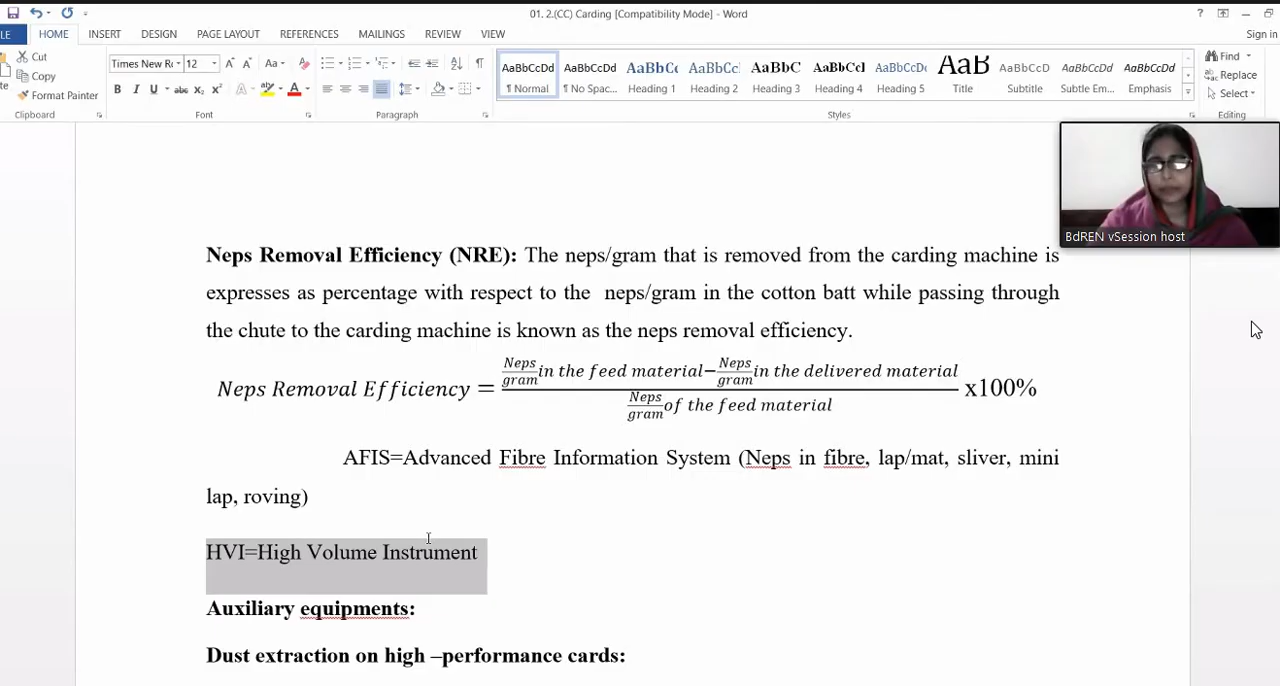 01. 2.(CC) Carding [Compatibility Mode] - Word
HOME INSERT DESIGN PAGE LAYOUT REFERENCES MAILINGS REVIEW VIEW Sign in
Cut
Copy
Format Painter
Clipboard
Times New R 12 Aa
B I U abc X₂ X² A A
Font
Paragraph
AaBbCcDd AaBbCcDd AaBbCc AaBbCc AaBbC AaBbCc AaBbCcDc AaB AaBbCcD AaBbCcDd AaBbCcDd
¶ Normal ¶ No Spac... Heading 1 Heading 2 Heading 3 Heading 4 Heading 5 Title Subtitle Subtle Em... Emphasis
Styles
Find
Replace
Select
Editing
BdREN vSession host
Neps Removal Efficiency (NRE): The neps/gram that is removed from the carding machine is
expresses as percentage with respect to the neps/gram in the cotton batt while passing through
the chute to the carding machine is known as the neps removal efficiency.
Neps Removal Efficiency = (Neps/gram in the feed material − Neps/gram in the delivered material) / (Neps/gram of the feed material) x100%
AFIS=Advanced Fibre Information System (Neps in fibre, lap/mat, sliver, mini
lap, roving)
HVI=High Volume Instrument
Auxiliary equipments:
Dust extraction on high –performance cards: